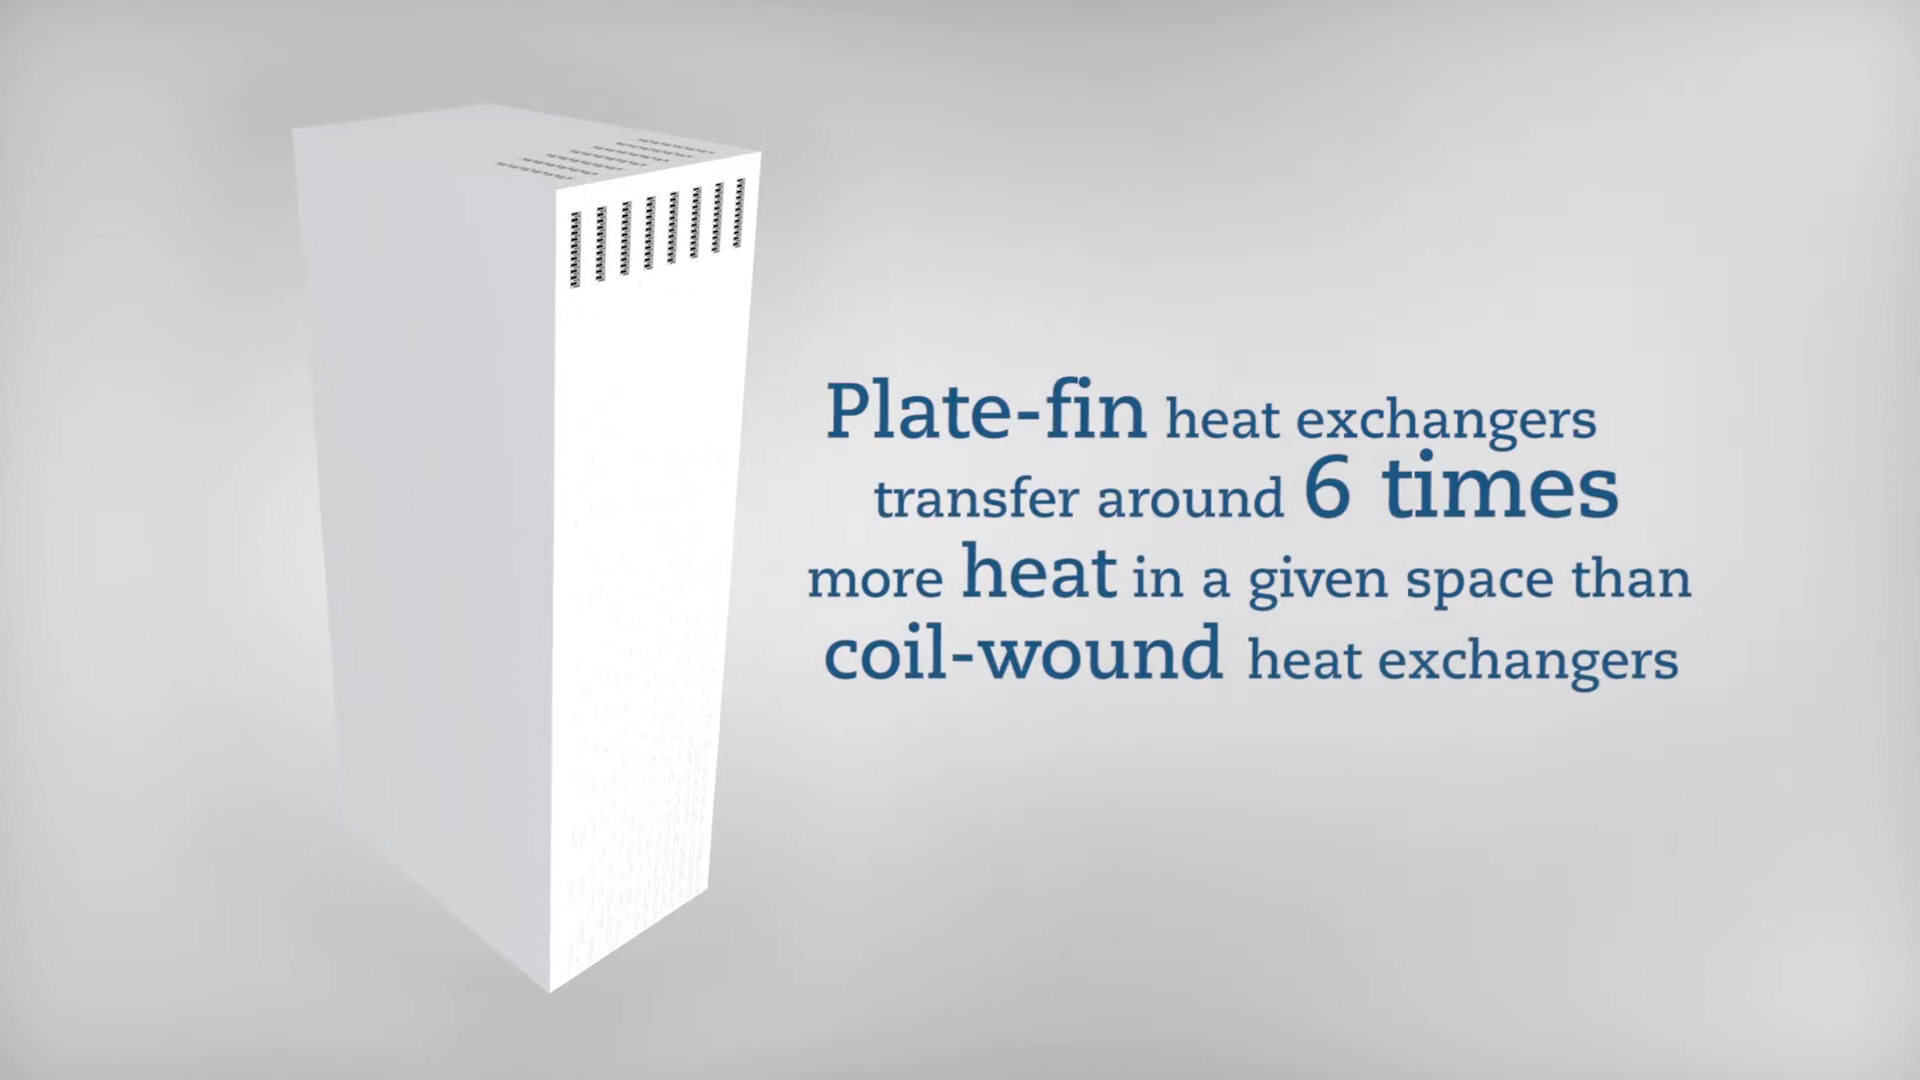 Plate-fin heat exchangers
transfer around 6 times
more heat in a given space than
coil-wound heat exchangers